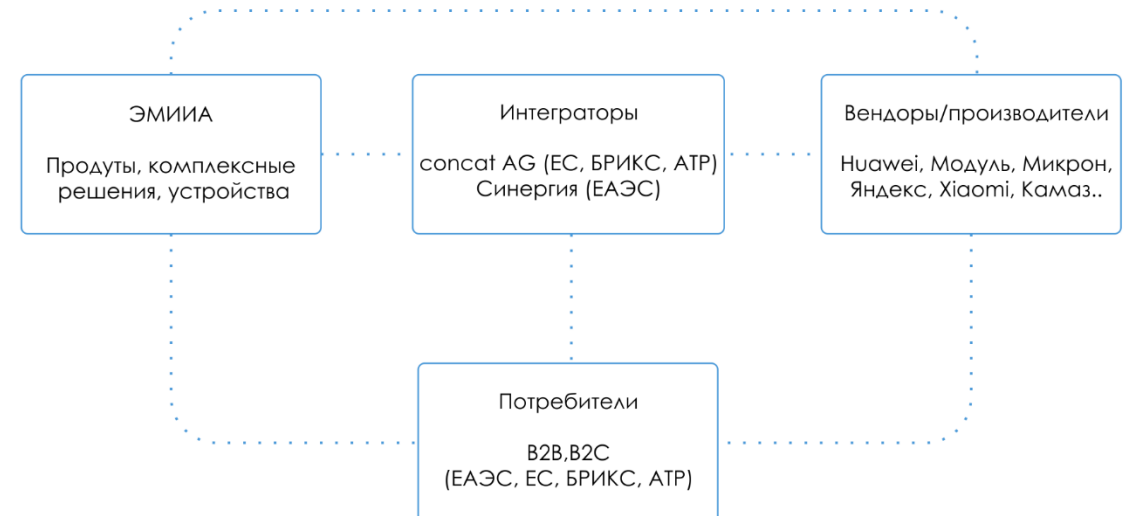 ЭМИИА
Продуты, комплексные
решения, устройства
Интеграторы
concat AG (ЕС, БРИКС, АТР)
Синергия (ЕАЭС)
Вендоры/производители
Huawei, Модуль, Микрон,
Яндекс, Xiaomi, Камаз..
Потребители
B2B,B2C
(ЕАЭС, ЕС, БРИКС, АТР)